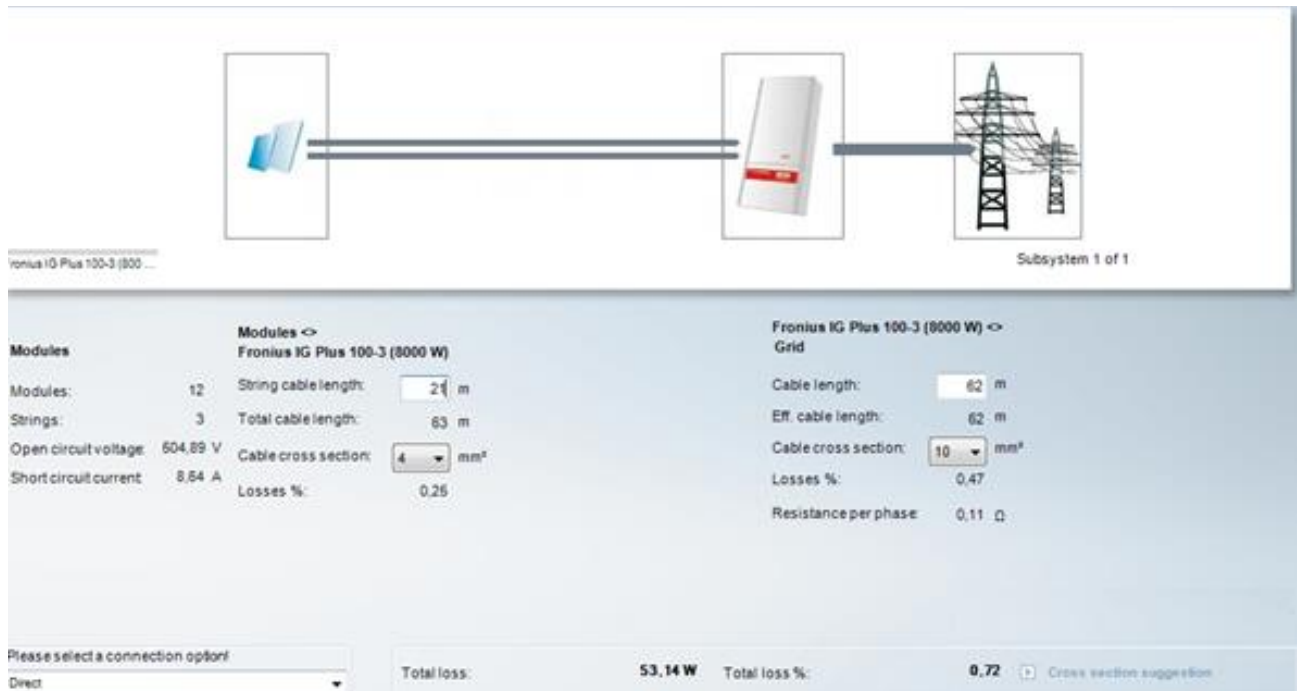 ronius IG Plus 100-3 (800 ...
Subsystem 1 of 1
Modules
Modules: 12
Strings: 3
Open circuit voltage: 604,89 V
Short circuit current: 8,54 A
Modules <>
Fronius IG Plus 100-3 (8000 W)
String cable length: 21 m
Total cable length: 63 m
Cable cross section: 4 mm²
Losses %: 0,25
Fronius IG Plus 100-3 (8000 W) <>
Grid
Cable length: 62 m
Eff. cable length: 62 m
Cable cross section: 10 mm²
Losses %: 0,47
Resistance per phase: 0,11 Ω
Please select a connection option!
Direct
Total loss: 53,14 W Total loss %: 0,72 Cross section suggestion